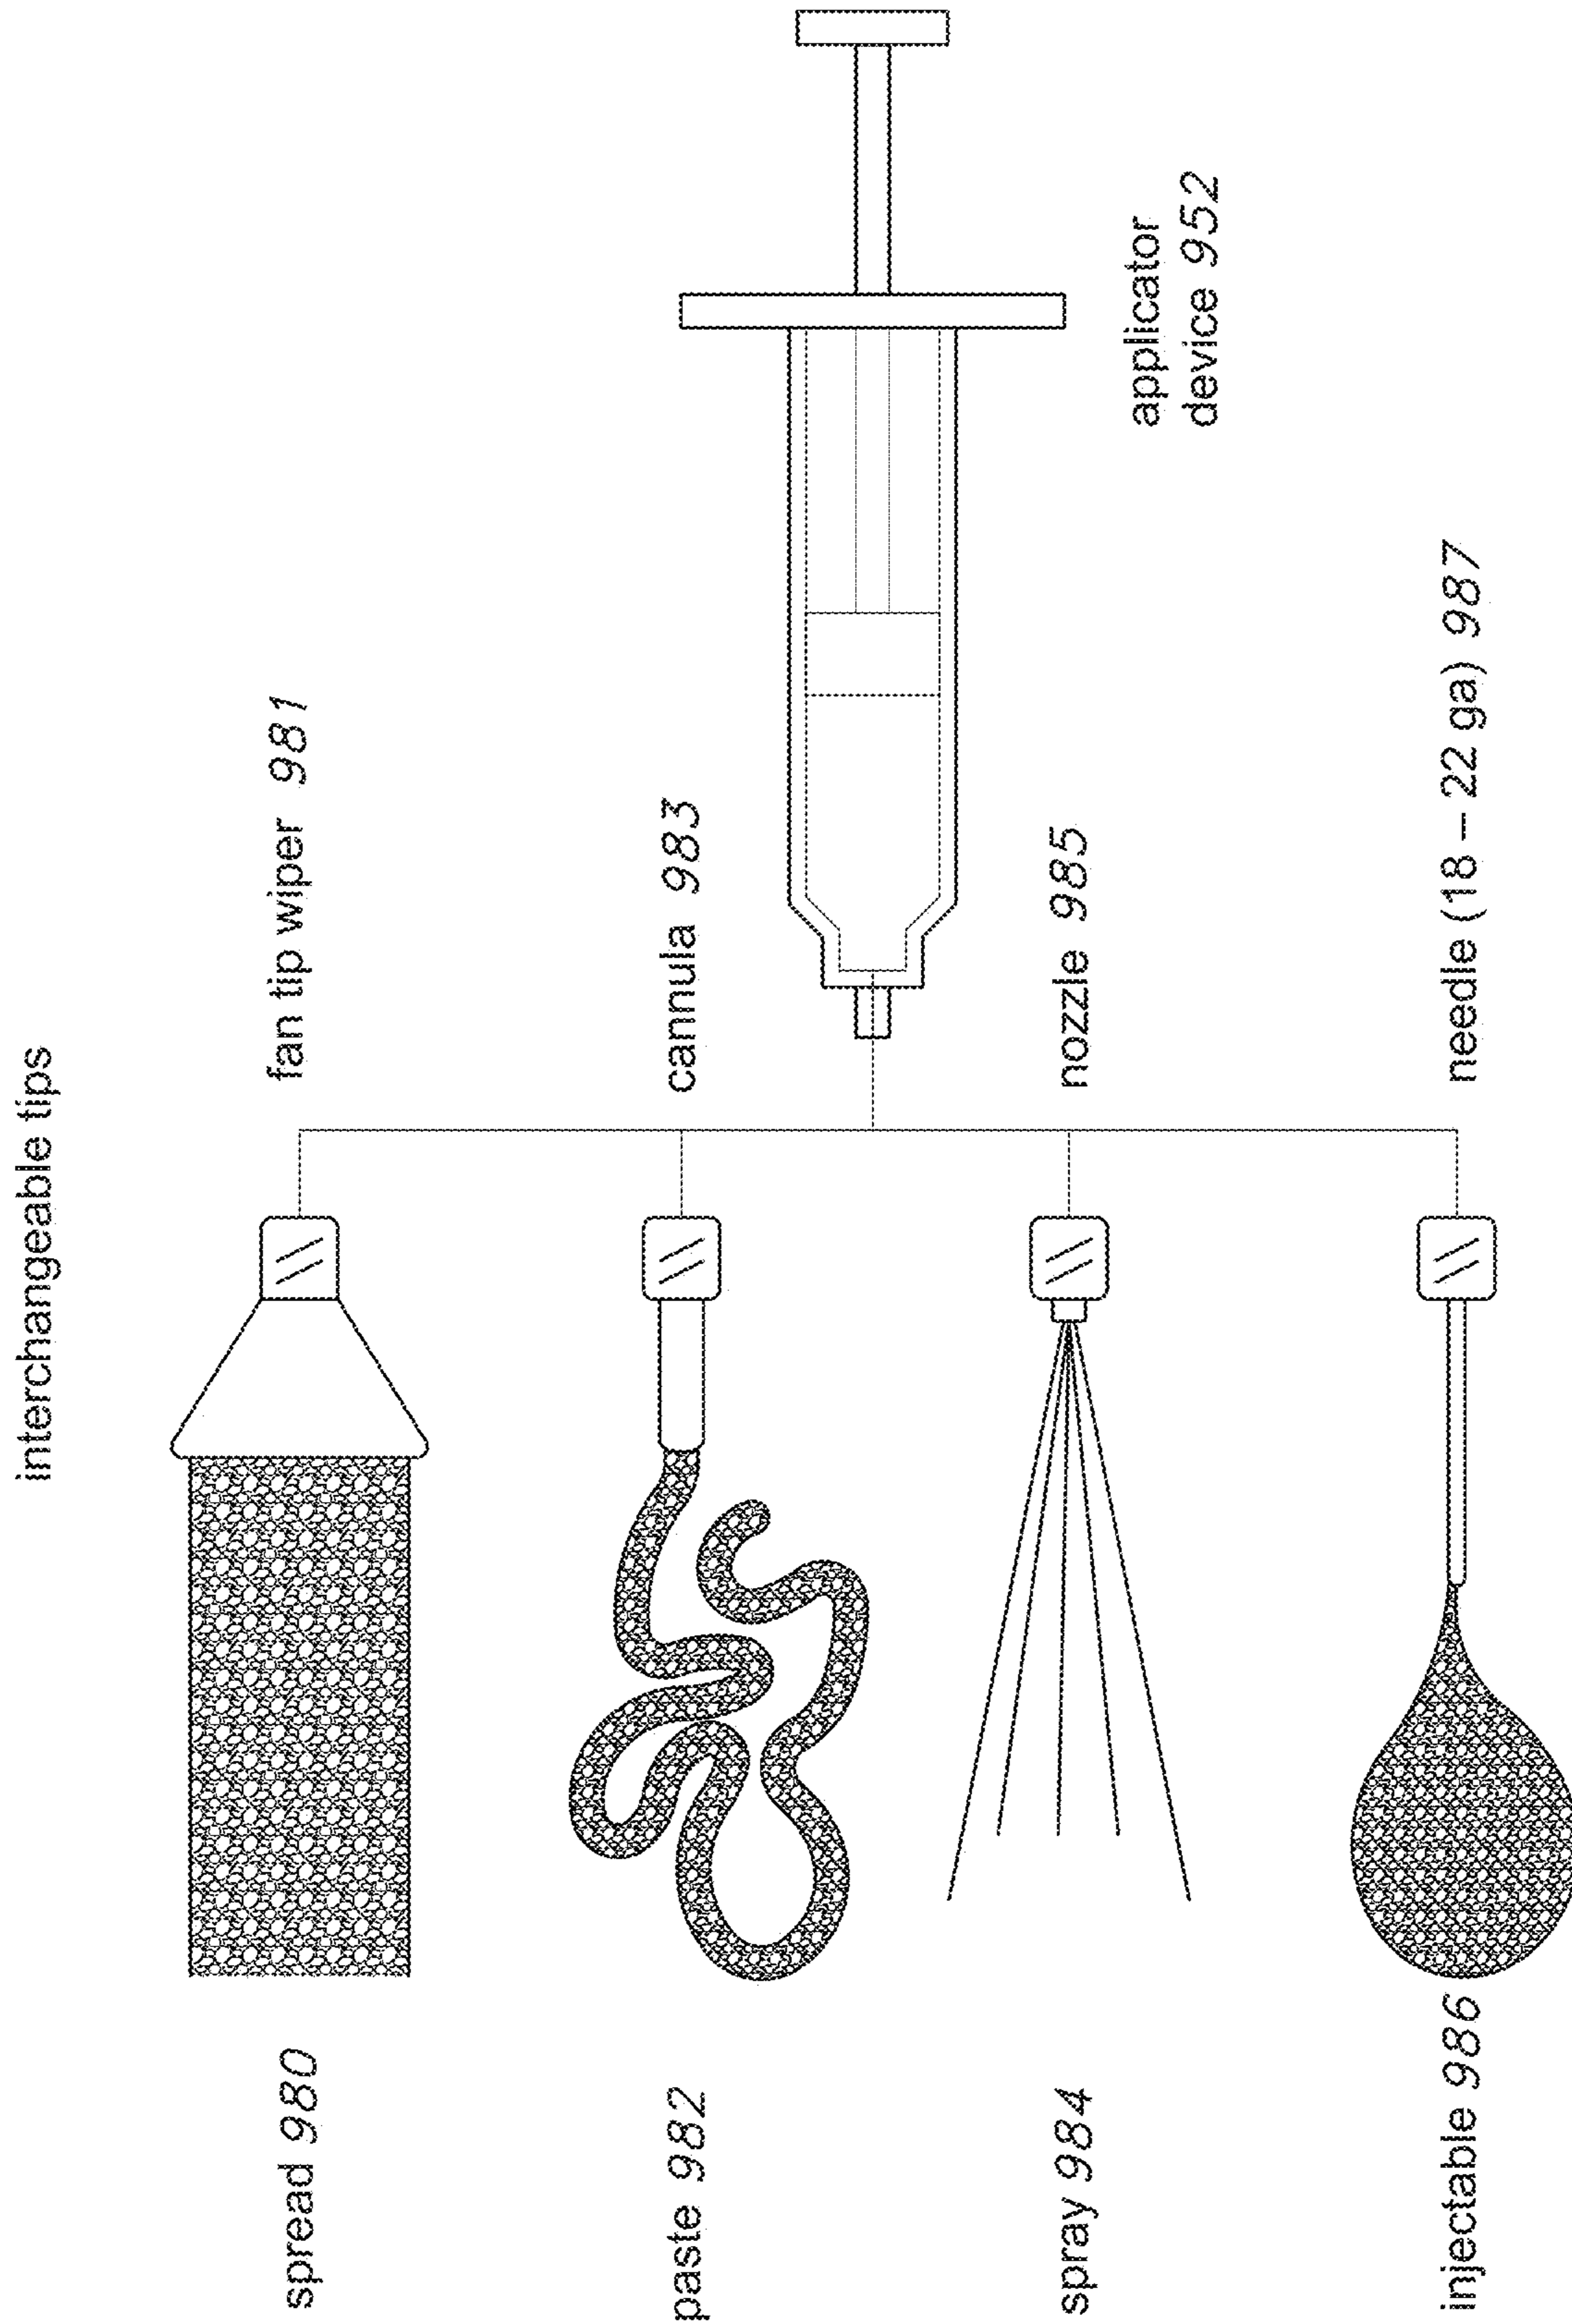 interchangeable tips
spread 980
fan tip wiper 981
paste 982
cannula 983
applicator
device 952
spray 984
nozzle 985
injectable 986
needle (18 – 22 ga) 987